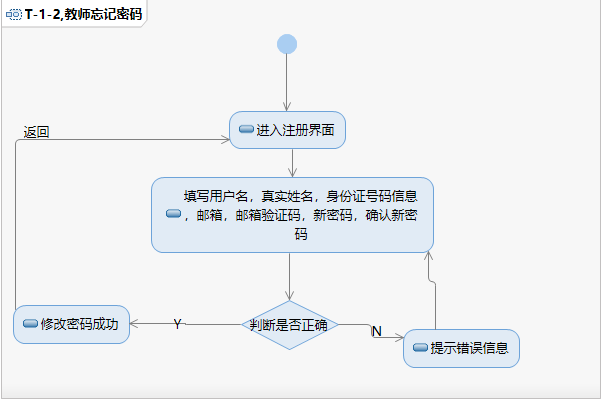 T-1-2,教师忘记密码
返回
进入注册界面
填写用户名，真实姓名，身份证号码信息
，邮箱，邮箱验证码，新密码，确认新密
码
修改密码成功
Y
判断是否正确
N
提示错误信息